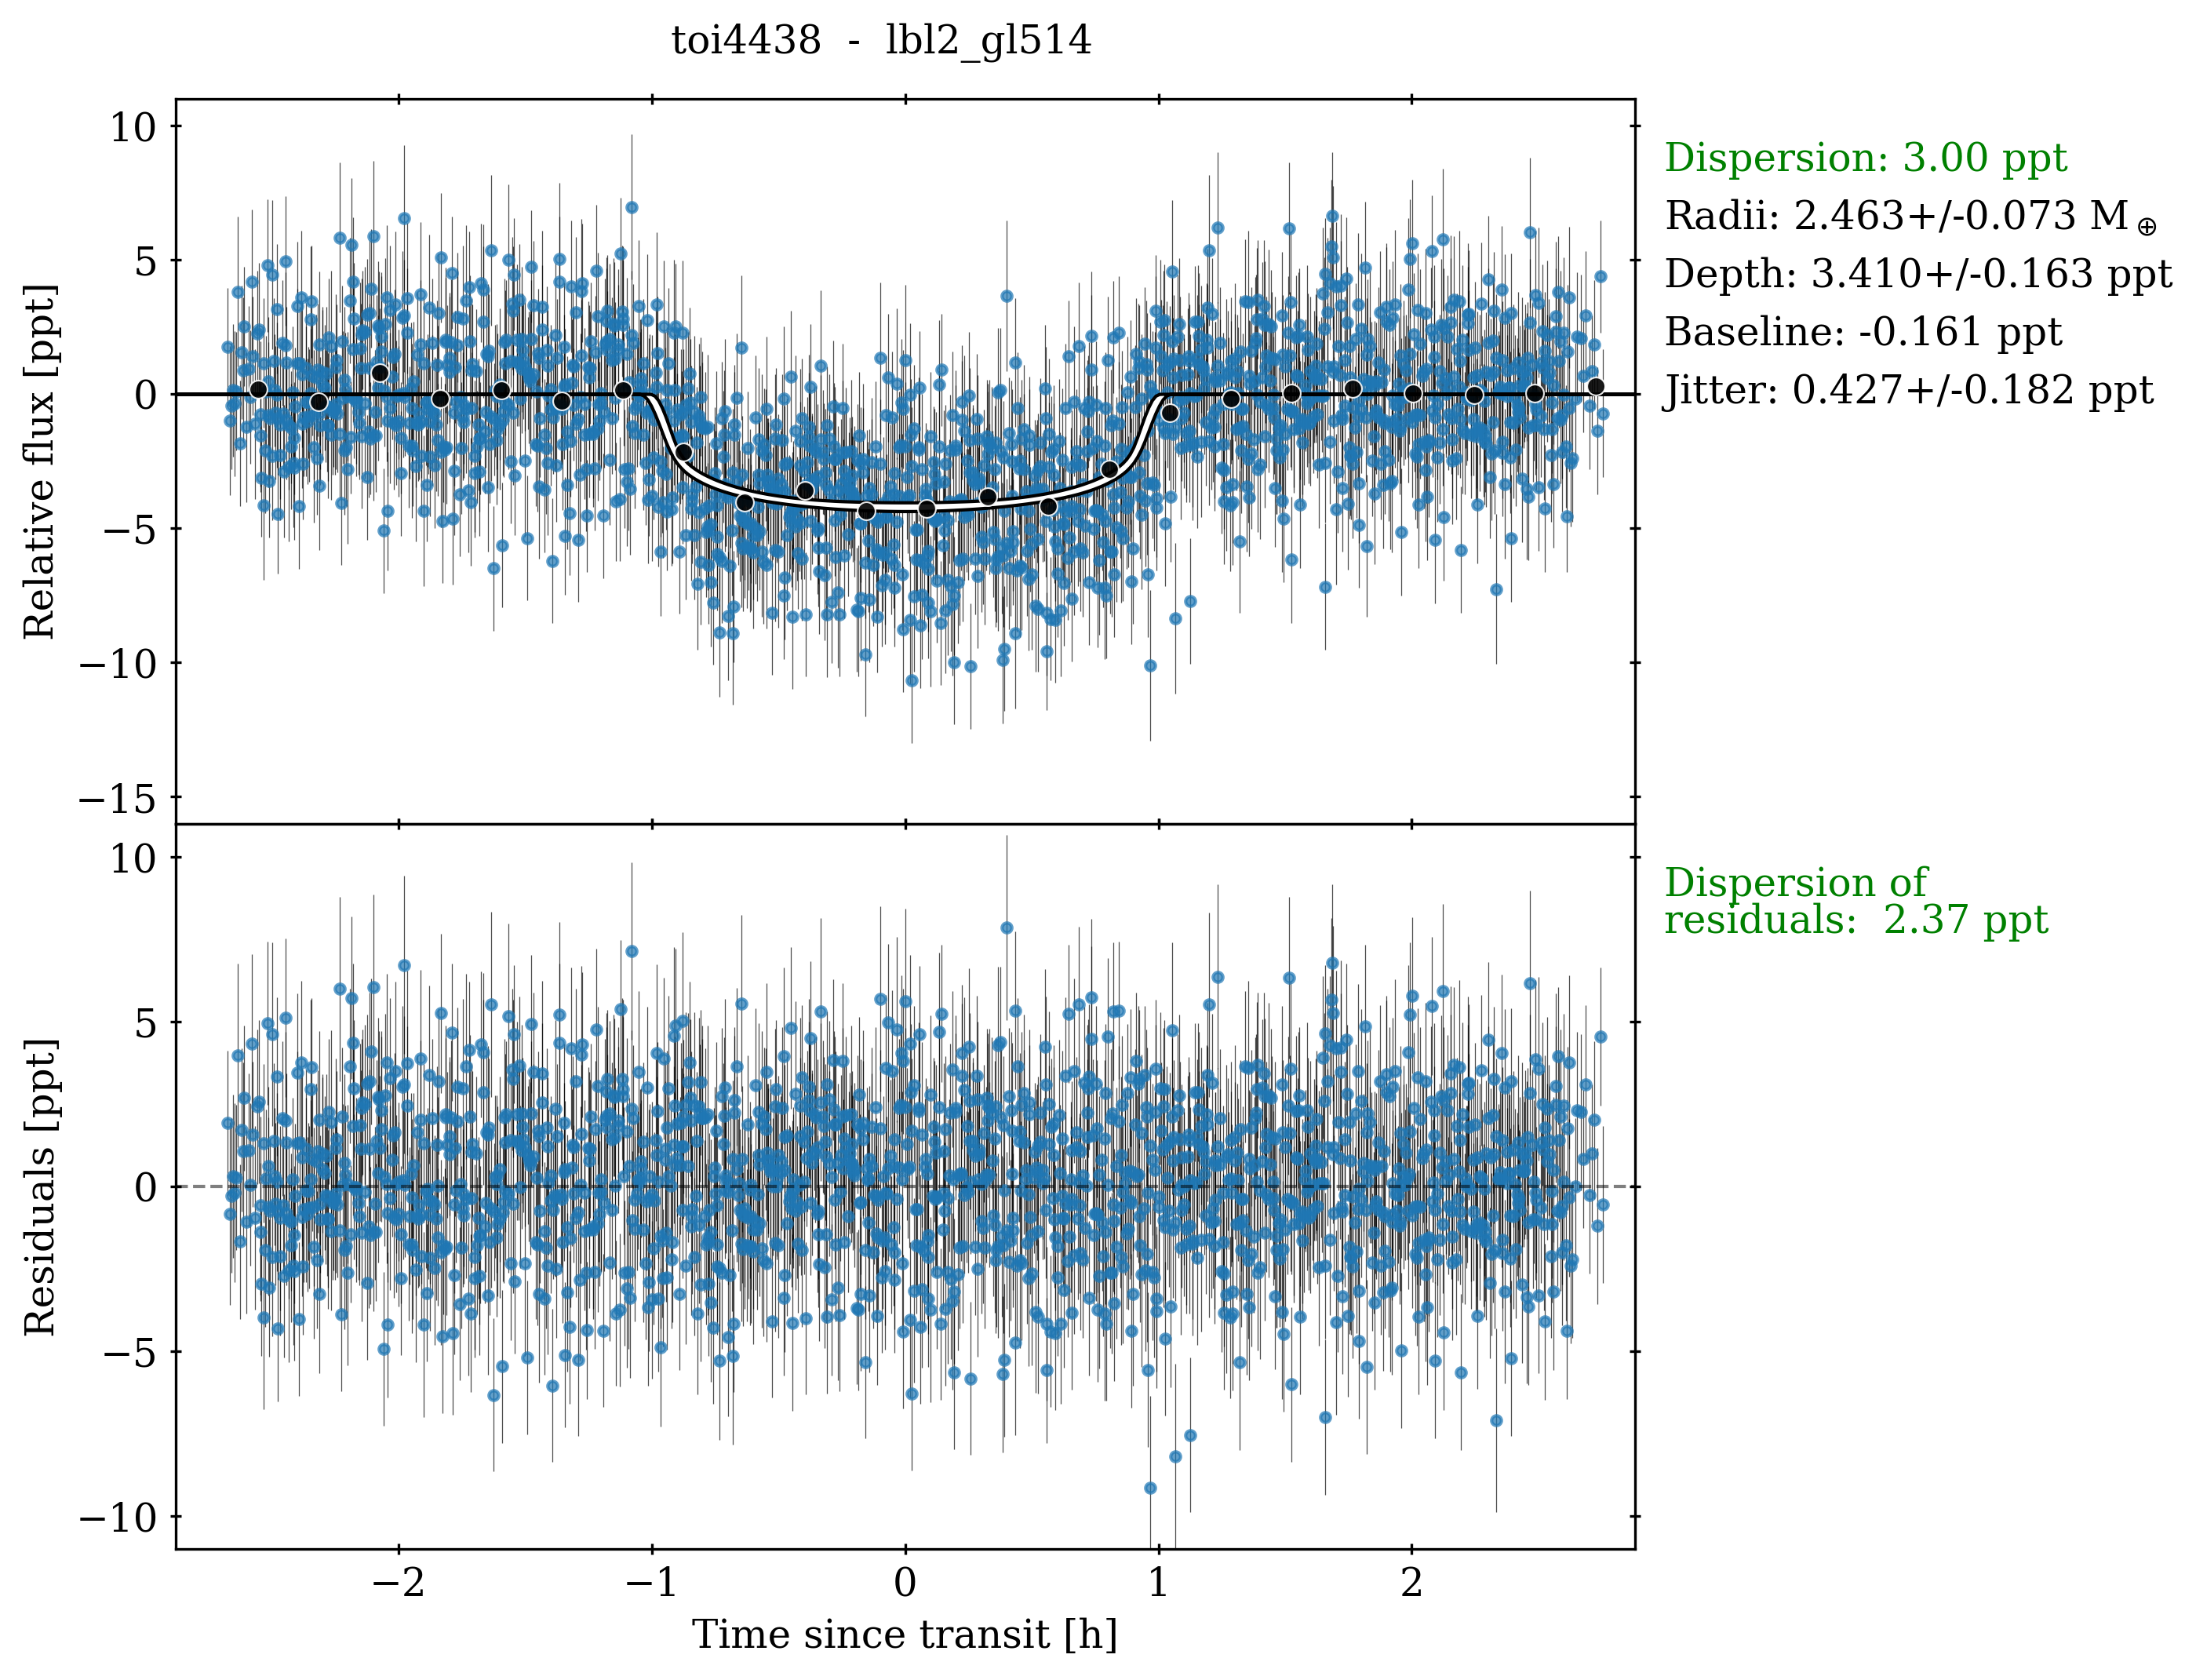 toi4438 - lbl2_gl514
10
5
0
−5
−10
−15
Relative flux [ppt]
Dispersion: 3.00 ppt
Radii: 2.463+/-0.073 M⊕
Depth: 3.410+/-0.163 ppt
Baseline: -0.161 ppt
Jitter: 0.427+/-0.182 ppt
10
5
0
−5
−10
Residuals [ppt]
Dispersion of
residuals: 2.37 ppt
−2 −1 0 1 2
Time since transit [h]